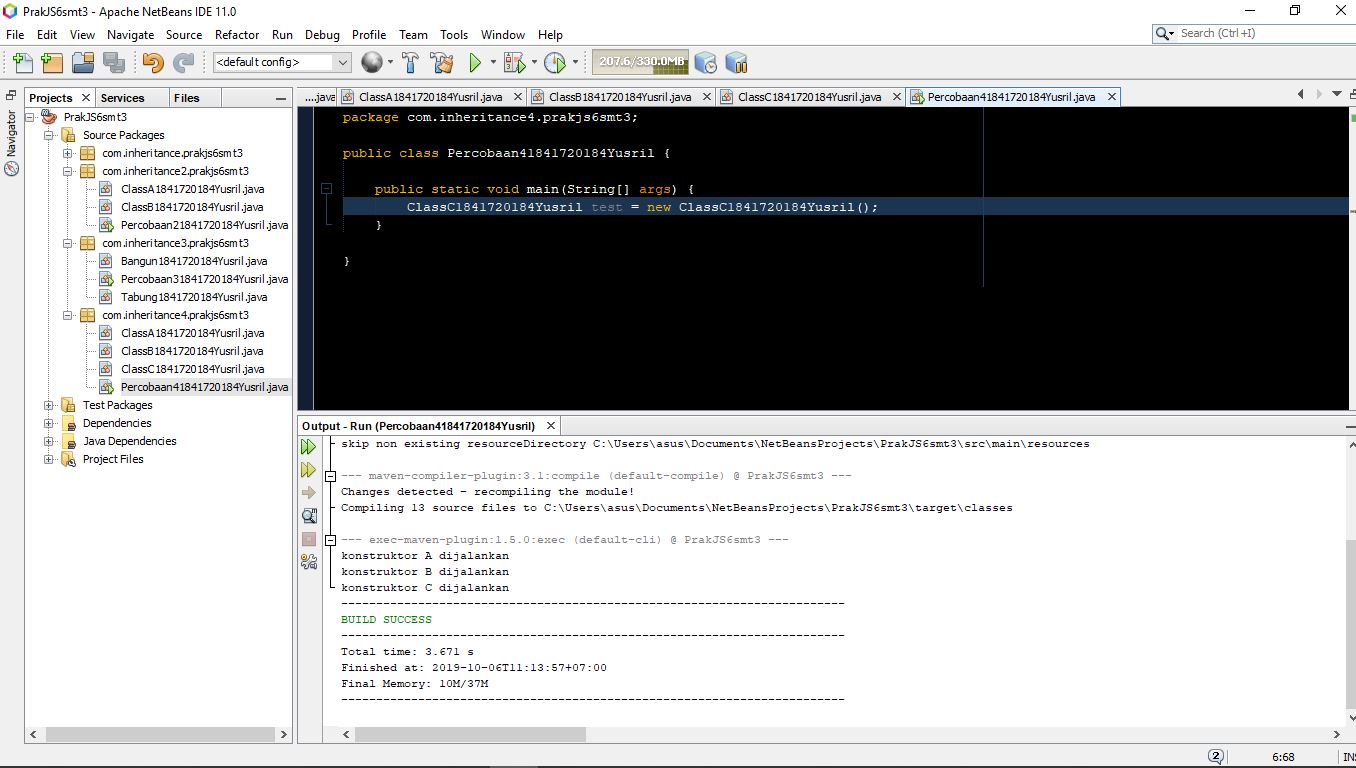 PrakJS6smt3 - Apache NetBeans IDE 11.0
File Edit View Navigate Source Refactor Run Debug Profile Team Tools Window Help
Search (Ctrl+I)
<default config>
207.6/330.0MB
Projects Services Files
Navigator
PrakJS6smt3
Source Packages
com.inheritance.prakjs6smt3
com.inheritance2.prakjs6smt3
ClassA1841720184Yusril.java
ClassB1841720184Yusril.java
Percobaan21841720184Yusril.java
com.inheritance3.prakjs6smt3
Bangun1841720184Yusril.java
Percobaan31841720184Yusril.java
Tabung1841720184Yusril.java
com.inheritance4.prakjs6smt3
ClassA1841720184Yusril.java
ClassB1841720184Yusril.java
ClassC1841720184Yusril.java
Percobaan41841720184Yusril.java
Test Packages
Dependencies
Java Dependencies
Project Files
....java ClassA1841720184Yusril.java ClassB1841720184Yusril.java ClassC1841720184Yusril.java Percobaan41841720184Yusril.java
package com.inheritance4.prakjs6smt3;
public class Percobaan41841720184Yusril {
public static void main(String[] args) {
ClassC1841720184Yusril test = new ClassC1841720184Yusril();
}
}
Output - Run (Percobaan41841720184Yusril)
skip non existing resourceDirectory C:\Users\asus\Documents\NetBeansProjects\PrakJS6smt3\src\main\resources
--- maven-compiler-plugin:3.1:compile (default-compile) @ PrakJS6smt3 ---
Changes detected - recompiling the module!
Compiling 13 source files to C:\Users\asus\Documents\NetBeansProjects\PrakJS6smt3\target\classes
--- exec-maven-plugin:1.5.0:exec (default-cli) @ PrakJS6smt3 ---
konstruktor A dijalankan
konstruktor B dijalankan
konstruktor C dijalankan
------------------------------------------------------------------------
BUILD SUCCESS
------------------------------------------------------------------------
Total time: 3.671 s
Finished at: 2019-10-06T11:13:57+07:00
Final Memory: 10M/37M
------------------------------------------------------------------------
2 6:68 INS